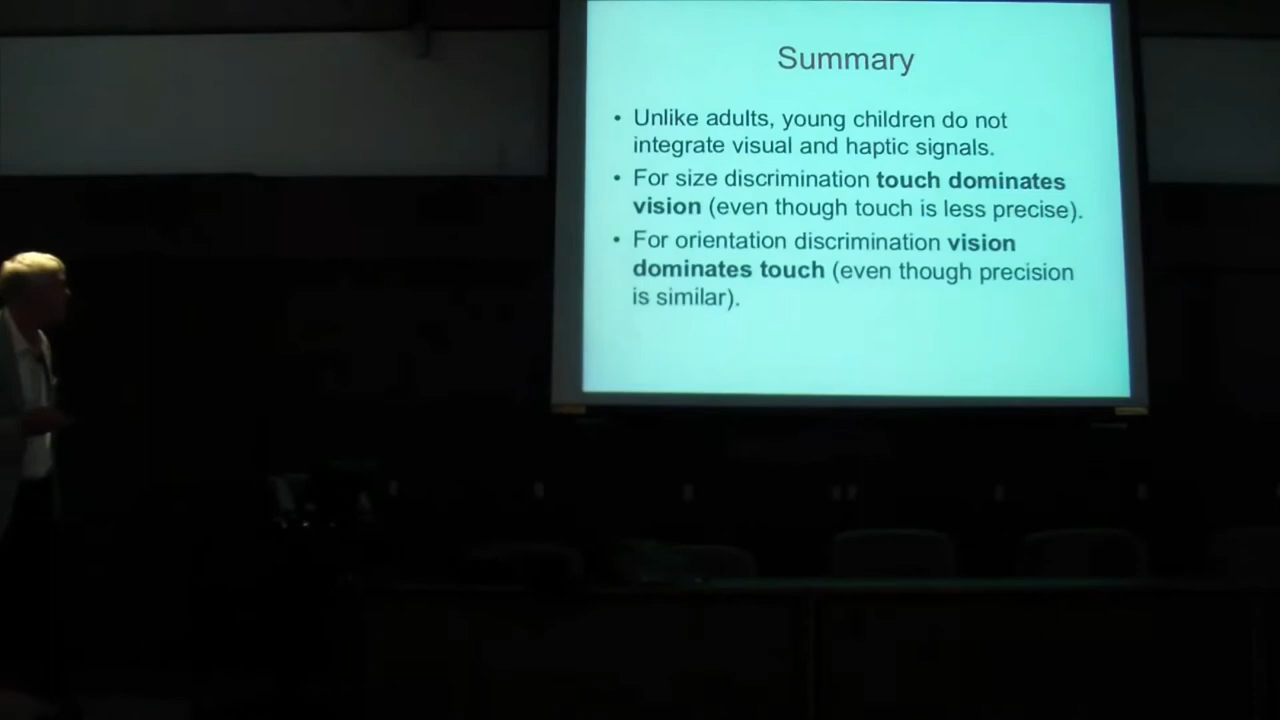 Summary
• Unlike adults, young children do not
integrate visual and haptic signals.
• For size discrimination touch dominates
vision (even though touch is less precise).
• For orientation discrimination vision
dominates touch (even though precision
is similar).